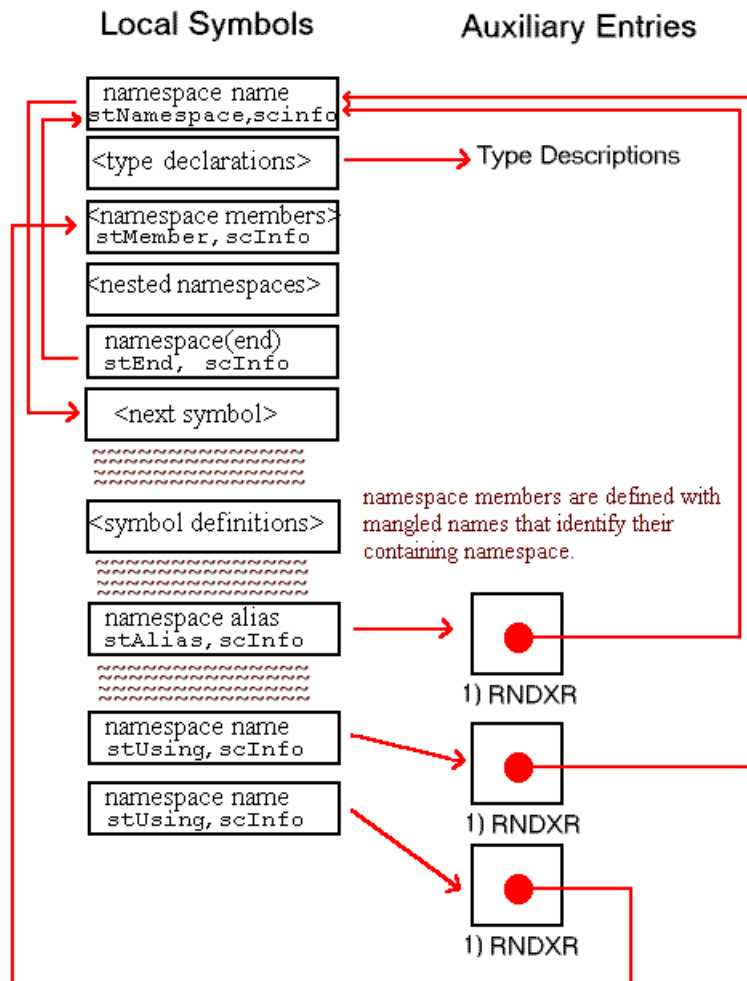 Local Symbols
Auxiliary Entries
namespace name
stNamespace,scinfo
<type declarations>
Type Descriptions
<namespace members>
stMember, scInfo
<nested namespaces>
namespace(end)
stEnd, scInfo
<next symbol>
~~~~~~~~~~~~~~
~~~~~~~~~~~~~~
~~~~~~~~~~~~~~
~~~~~~~~~~~~~~
<symbol definitions>
namespace members are defined with
mangled names that identify their
containing namespace.
~~~~~~~~~~~~~~
~~~~~~~~~~~~~~
~~~~~~~~~~~~~~
~~~~~~~~~~~~~~
namespace alias
stAlias, scInfo
1) RNDXR
~~~~~~~~~~~~~~
~~~~~~~~~~~~~~
~~~~~~~~~~~~~~
~~~~~~~~~~~~~~
namespace name
stUsing, scInfo
1) RNDXR
namespace name
stUsing, scInfo
1) RNDXR